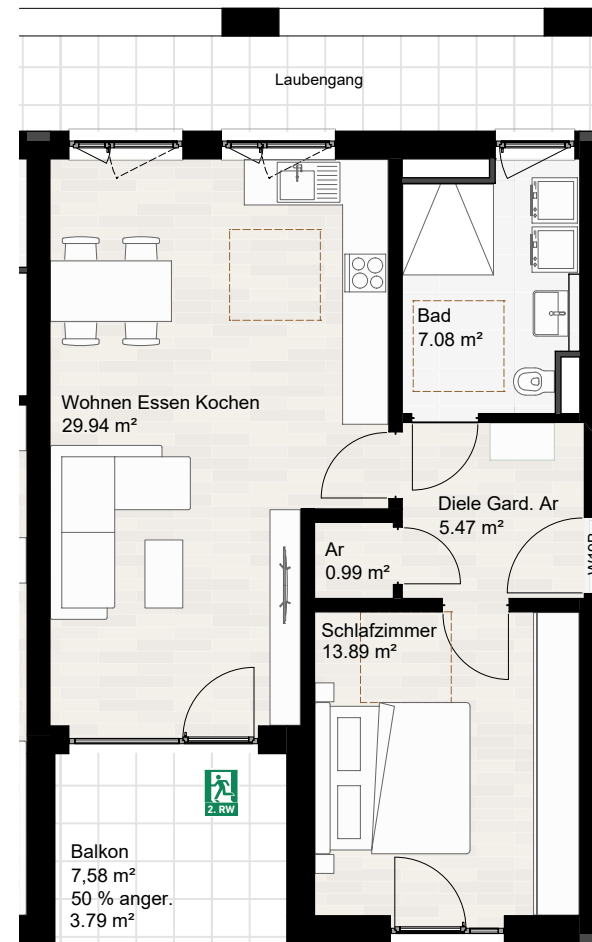 Laubengang
Bad
7.08 m²
Wohnen Essen Kochen
29.94 m²
Diele Gard. Ar
5.47 m²
Ar
0.99 m²
Schlafzimmer
13.89 m²
2. RW
Balkon
7,58 m²
50 % anger.
3.79 m²